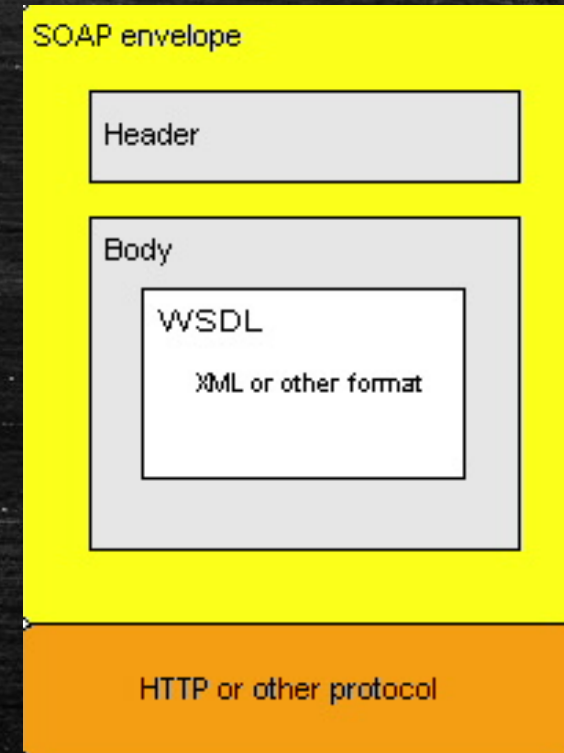 SOAP envelope
Header
Body
WSDL
XML or other format
HTTP or other protocol